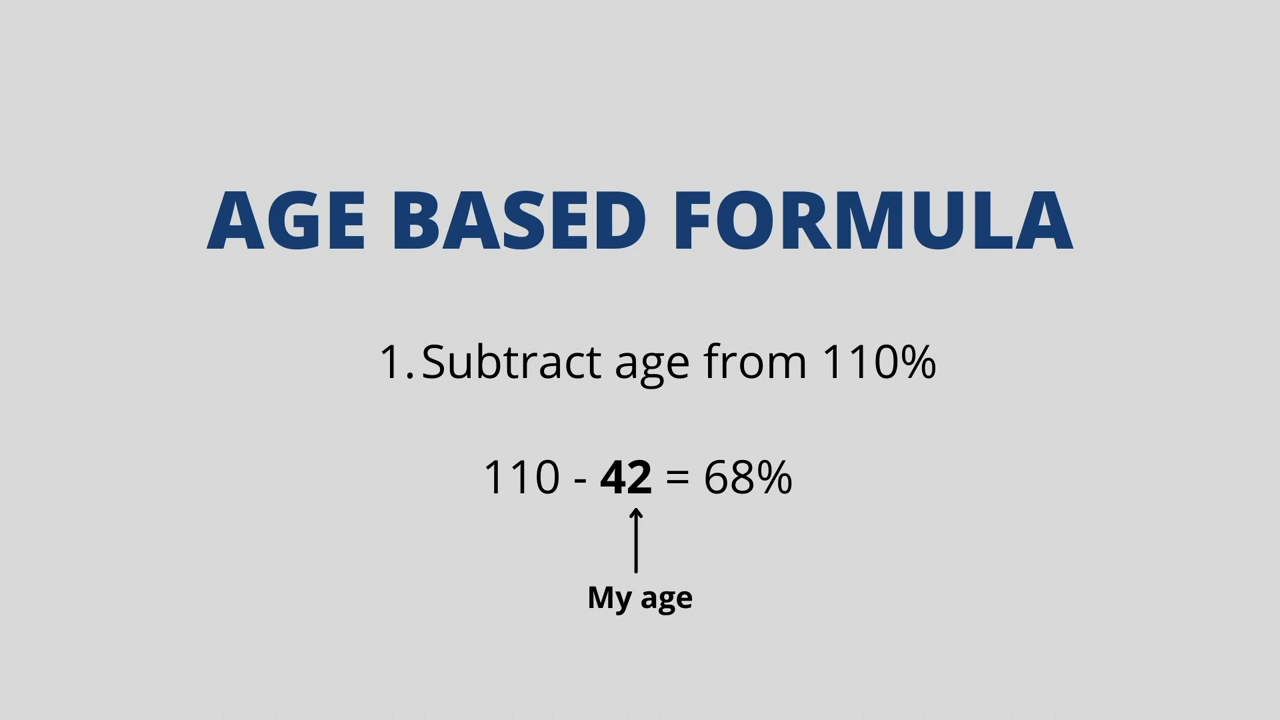 AGE BASED FORMULA
1. Subtract age from 110%
110 - 42 = 68%
My age